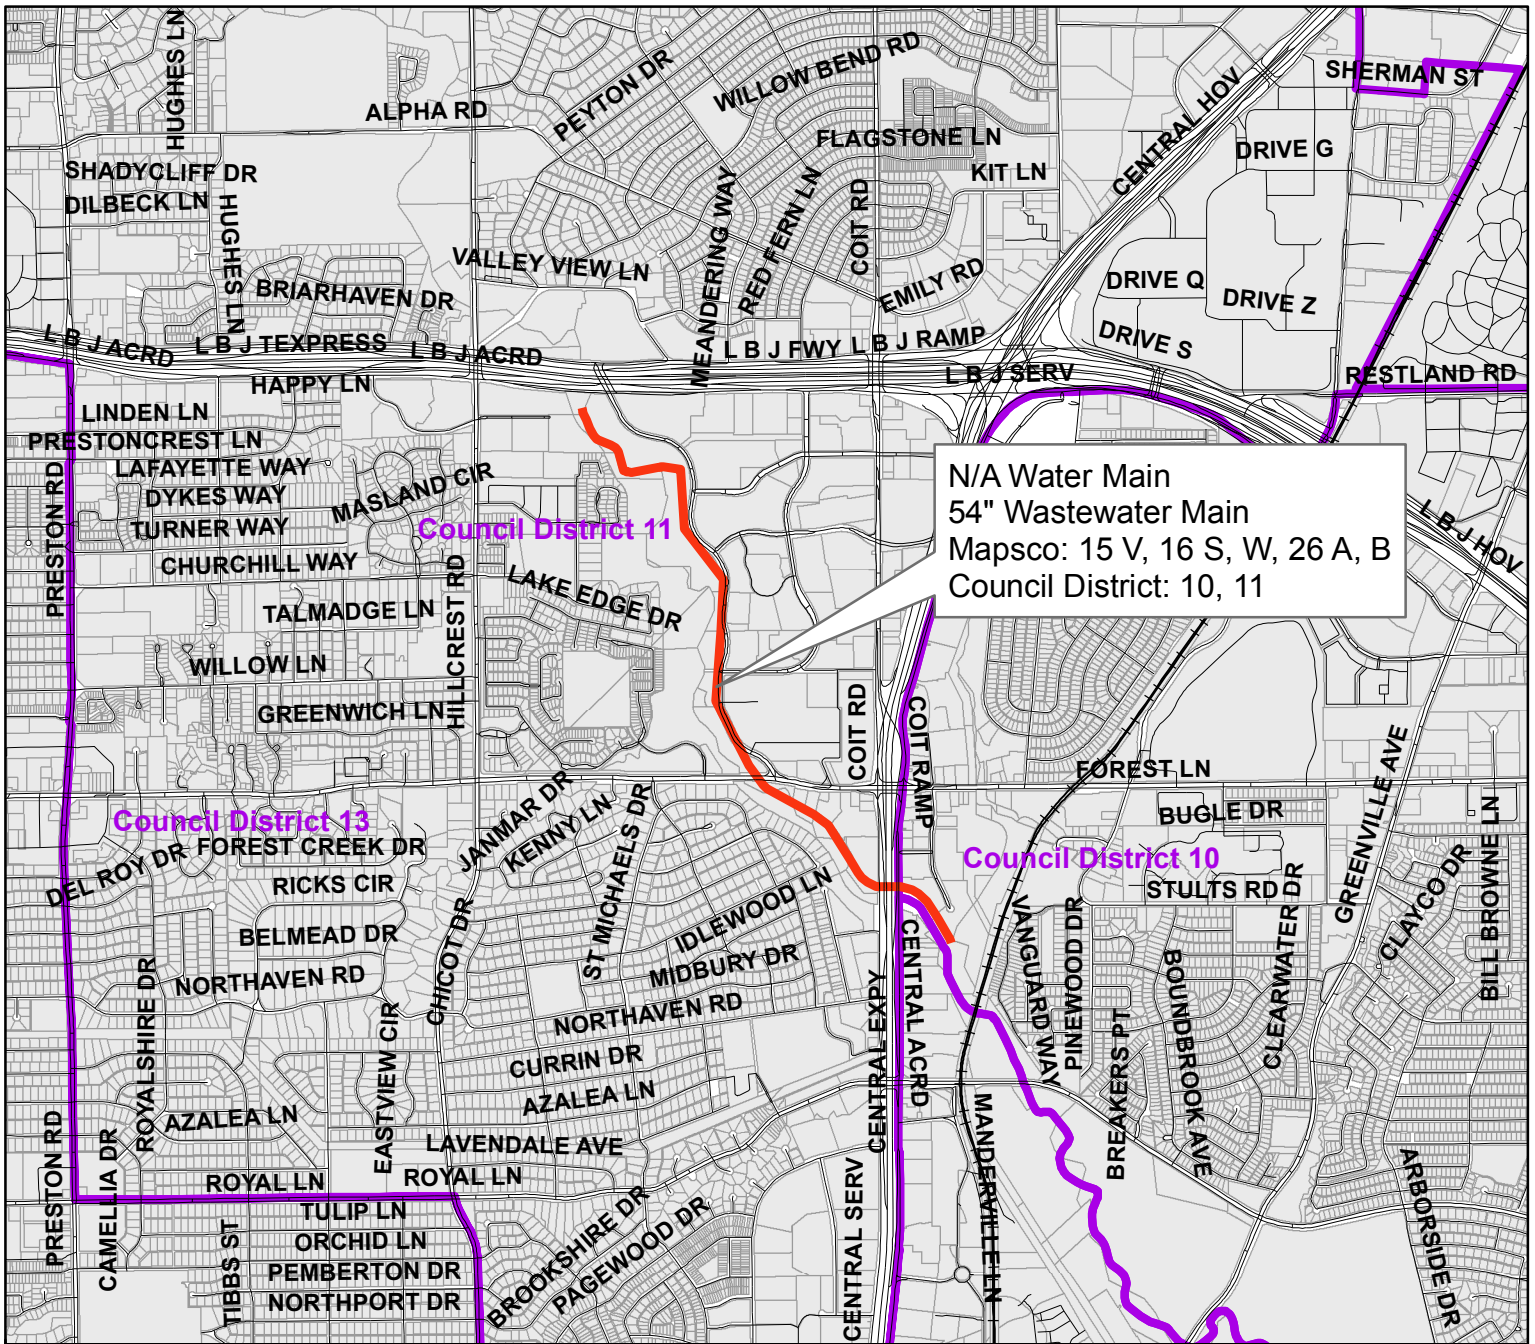 HUGHES LN
ALPHA RD
PEYTON DR
WILLOW BEND RD
FLAGSTONE LN
KIT LN
CENTRAL HOV
SHERMAN ST
DRIVE G
SHADYCLIFF DR
DILBECK LN
HUGHES LN
BRIARHAVEN DR
VALLEY VIEW LN
MEANDERING WAY
RED FERN LN
COIT RD
EMILY RD
DRIVE Q
DRIVE Z
DRIVE S
L B J ACRD
L B J TEXPRESS
L B J ACRD
L B J FWY
L B J RAMP
L B J SERV
RESTLAND RD
HAPPY LN
LINDEN LN
PRESTONCREST LN
LAFAYETTE WAY
DYKES WAY
TURNER WAY
CHURCHILL WAY
MASLAND CIR
PRESTON RD
Council District 11
N/A Water Main
54" Wastewater Main
Mapsco: 15 V, 16 S, W, 26 A, B
Council District: 10, 11
L B J HOV
TALMADGE LN
HILLCREST RD
LAKE EDGE DR
WILLOW LN
GREENWICH LN
COIT RD
COIT RAMP
FOREST LN
GREENVILLE AVE
BUGLE DR
BILL BROWNE LN
Council District 13
FOREST CREEK DR
DEL ROY DR
RICKS CIR
JANMAR DR
KENNY LN
ST MICHAELS DR
Council District 10
STULTS RD
CLAYCO DR
BELMEAD DR
NORTHAVEN RD
CHICOT DR
IDLEWOOD LN
MIDBURY DR
NORTHAVEN RD
VANGUARD WAY
PINEWOOD DR
BOUNDBROOK AVE
CLEARWATER DR
ROYALSHIRE DR
EASTVIEW CIR
CURRIN DR
AZALEA LN
CENTRAL EXPY
CENTRAL ACRD
BREAKERS PT
AZALEA LN
LAVENDALE AVE
ROYAL LN
ROYAL LN
PRESTON RD
CAMELLIA DR
TULIP LN
ORCHID LN
PEMBERTON DR
NORTHPORT DR
TIBBS ST
BROOKSHIRE DR
PAGEWOOD DR
CENTRAL SERV
MANDERVILLE LN
ARBORSIDE DR